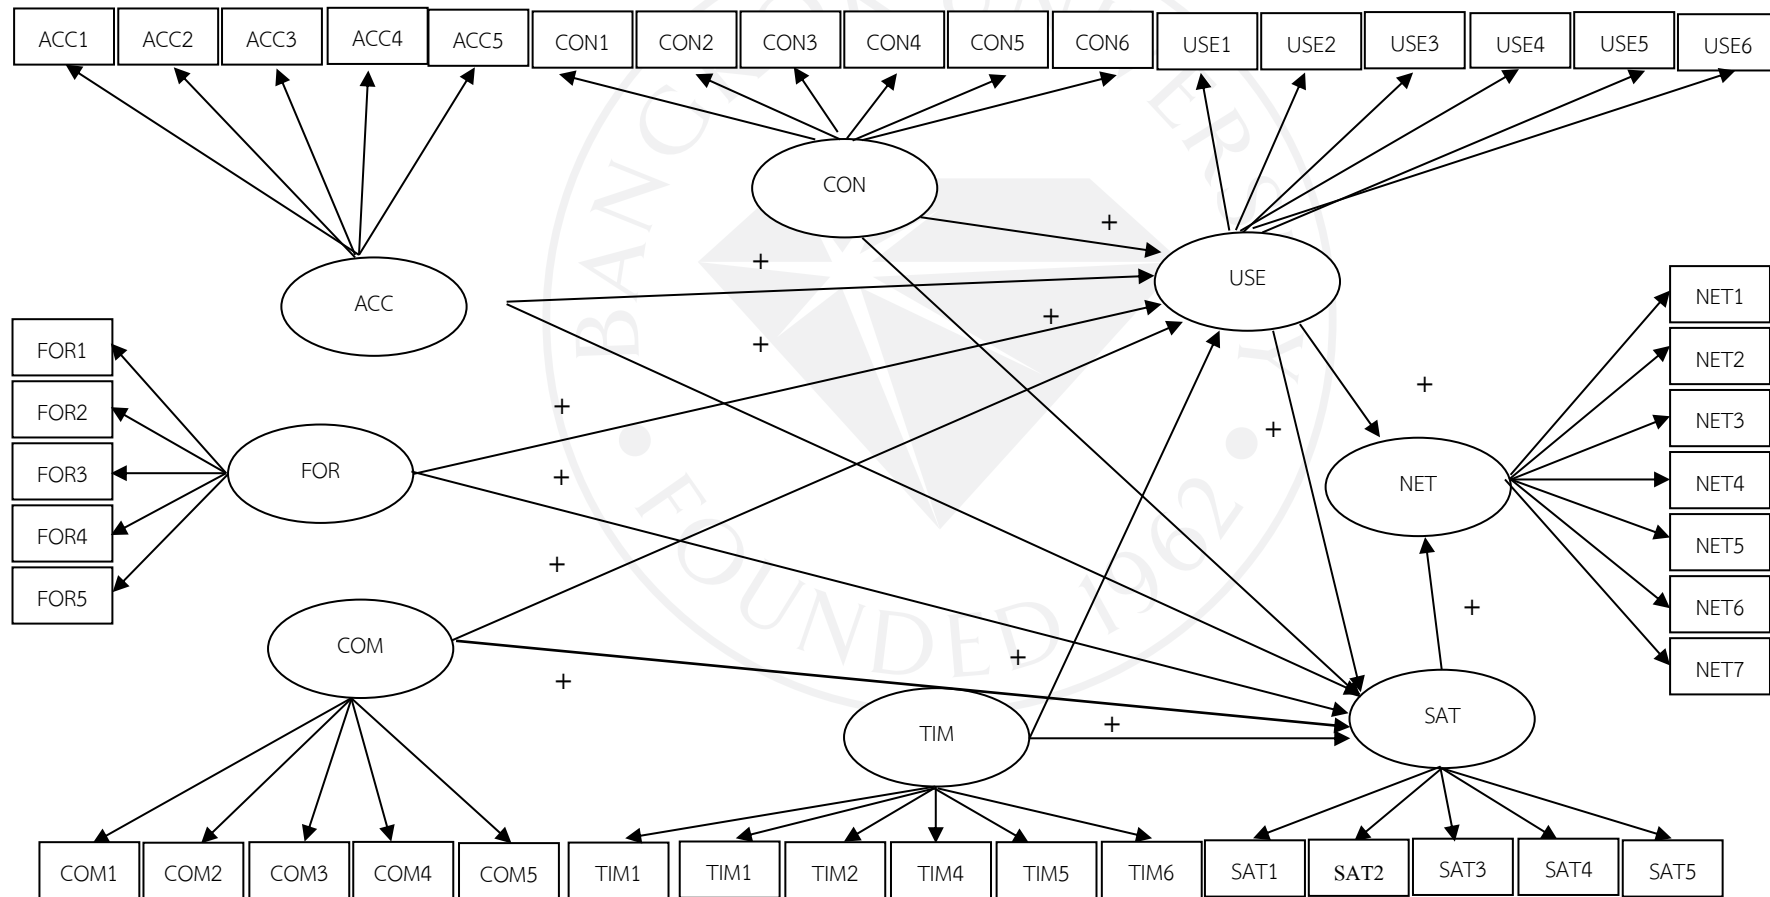 ACC1 ACC2 ACC3 ACC4 ACC5 CON1 CON2 CON3 CON4 CON5 CON6 USE1 USE2 USE3 USE4 USE5 USE6
CON
+
+
USE
ACC
NET1
+
FOR1
+
NET2
+
FOR2
+
NET3
+
FOR3
FOR
+
NET
NET4
FOR4
NET5
+
FOR5
+
NET6
COM
+
NET7
+
SAT
TIM
+
COM1 COM2 COM3 COM4 COM5 TIM1 TIM1 TIM2 TIM4 TIM5 TIM6 SAT1 SAT2 SAT3 SAT4 SAT5
FOUNDED 1962